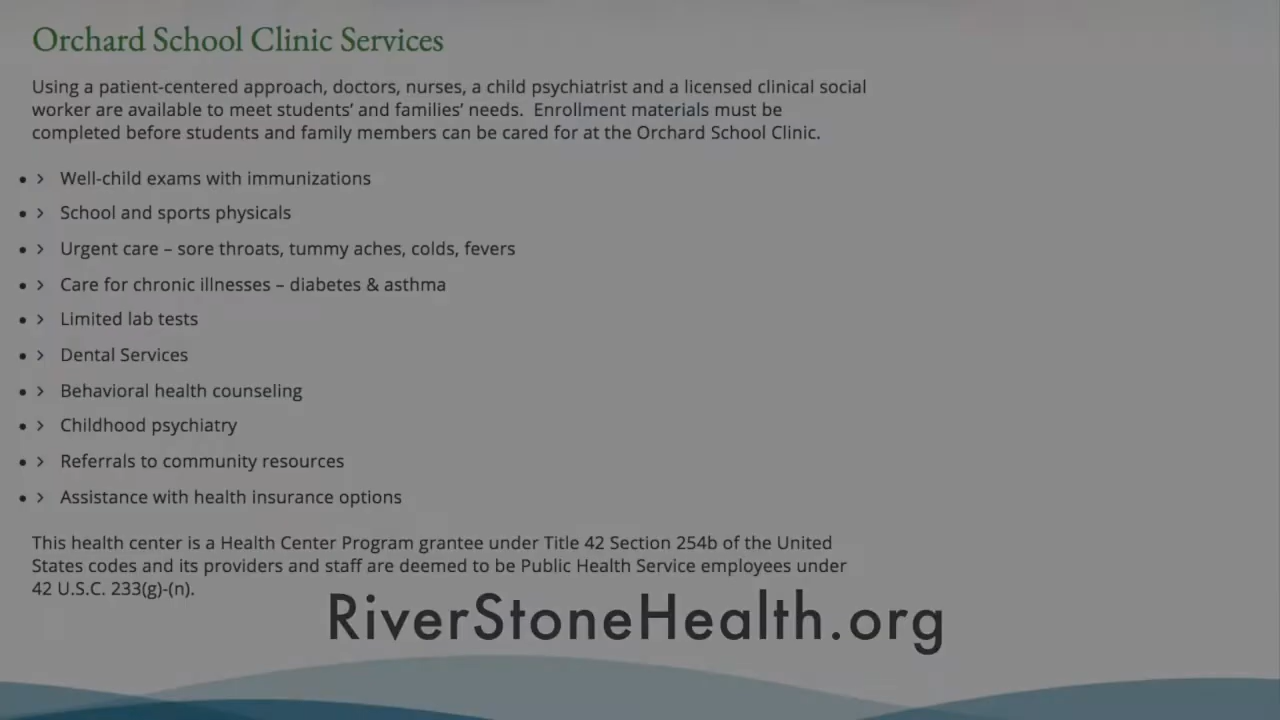 Orchard School Clinic Services
Using a patient-centered approach, doctors, nurses, a child psychiatrist and a licensed clinical social
worker are available to meet students’ and families’ needs.  Enrollment materials must be
completed before students and family members can be cared for at the Orchard School Clinic.
• > Well-child exams with immunizations
• > School and sports physicals
• > Urgent care – sore throats, tummy aches, colds, fevers
• > Care for chronic illnesses – diabetes & asthma
• > Limited lab tests
• > Dental Services
• > Behavioral health counseling
• > Childhood psychiatry
• > Referrals to community resources
• > Assistance with health insurance options
This health center is a Health Center Program grantee under Title 42 Section 254b of the United
States codes and its providers and staff are deemed to be Public Health Service employees under
42 U.S.C. 233(g)-(n).
RiverStoneHealth.org